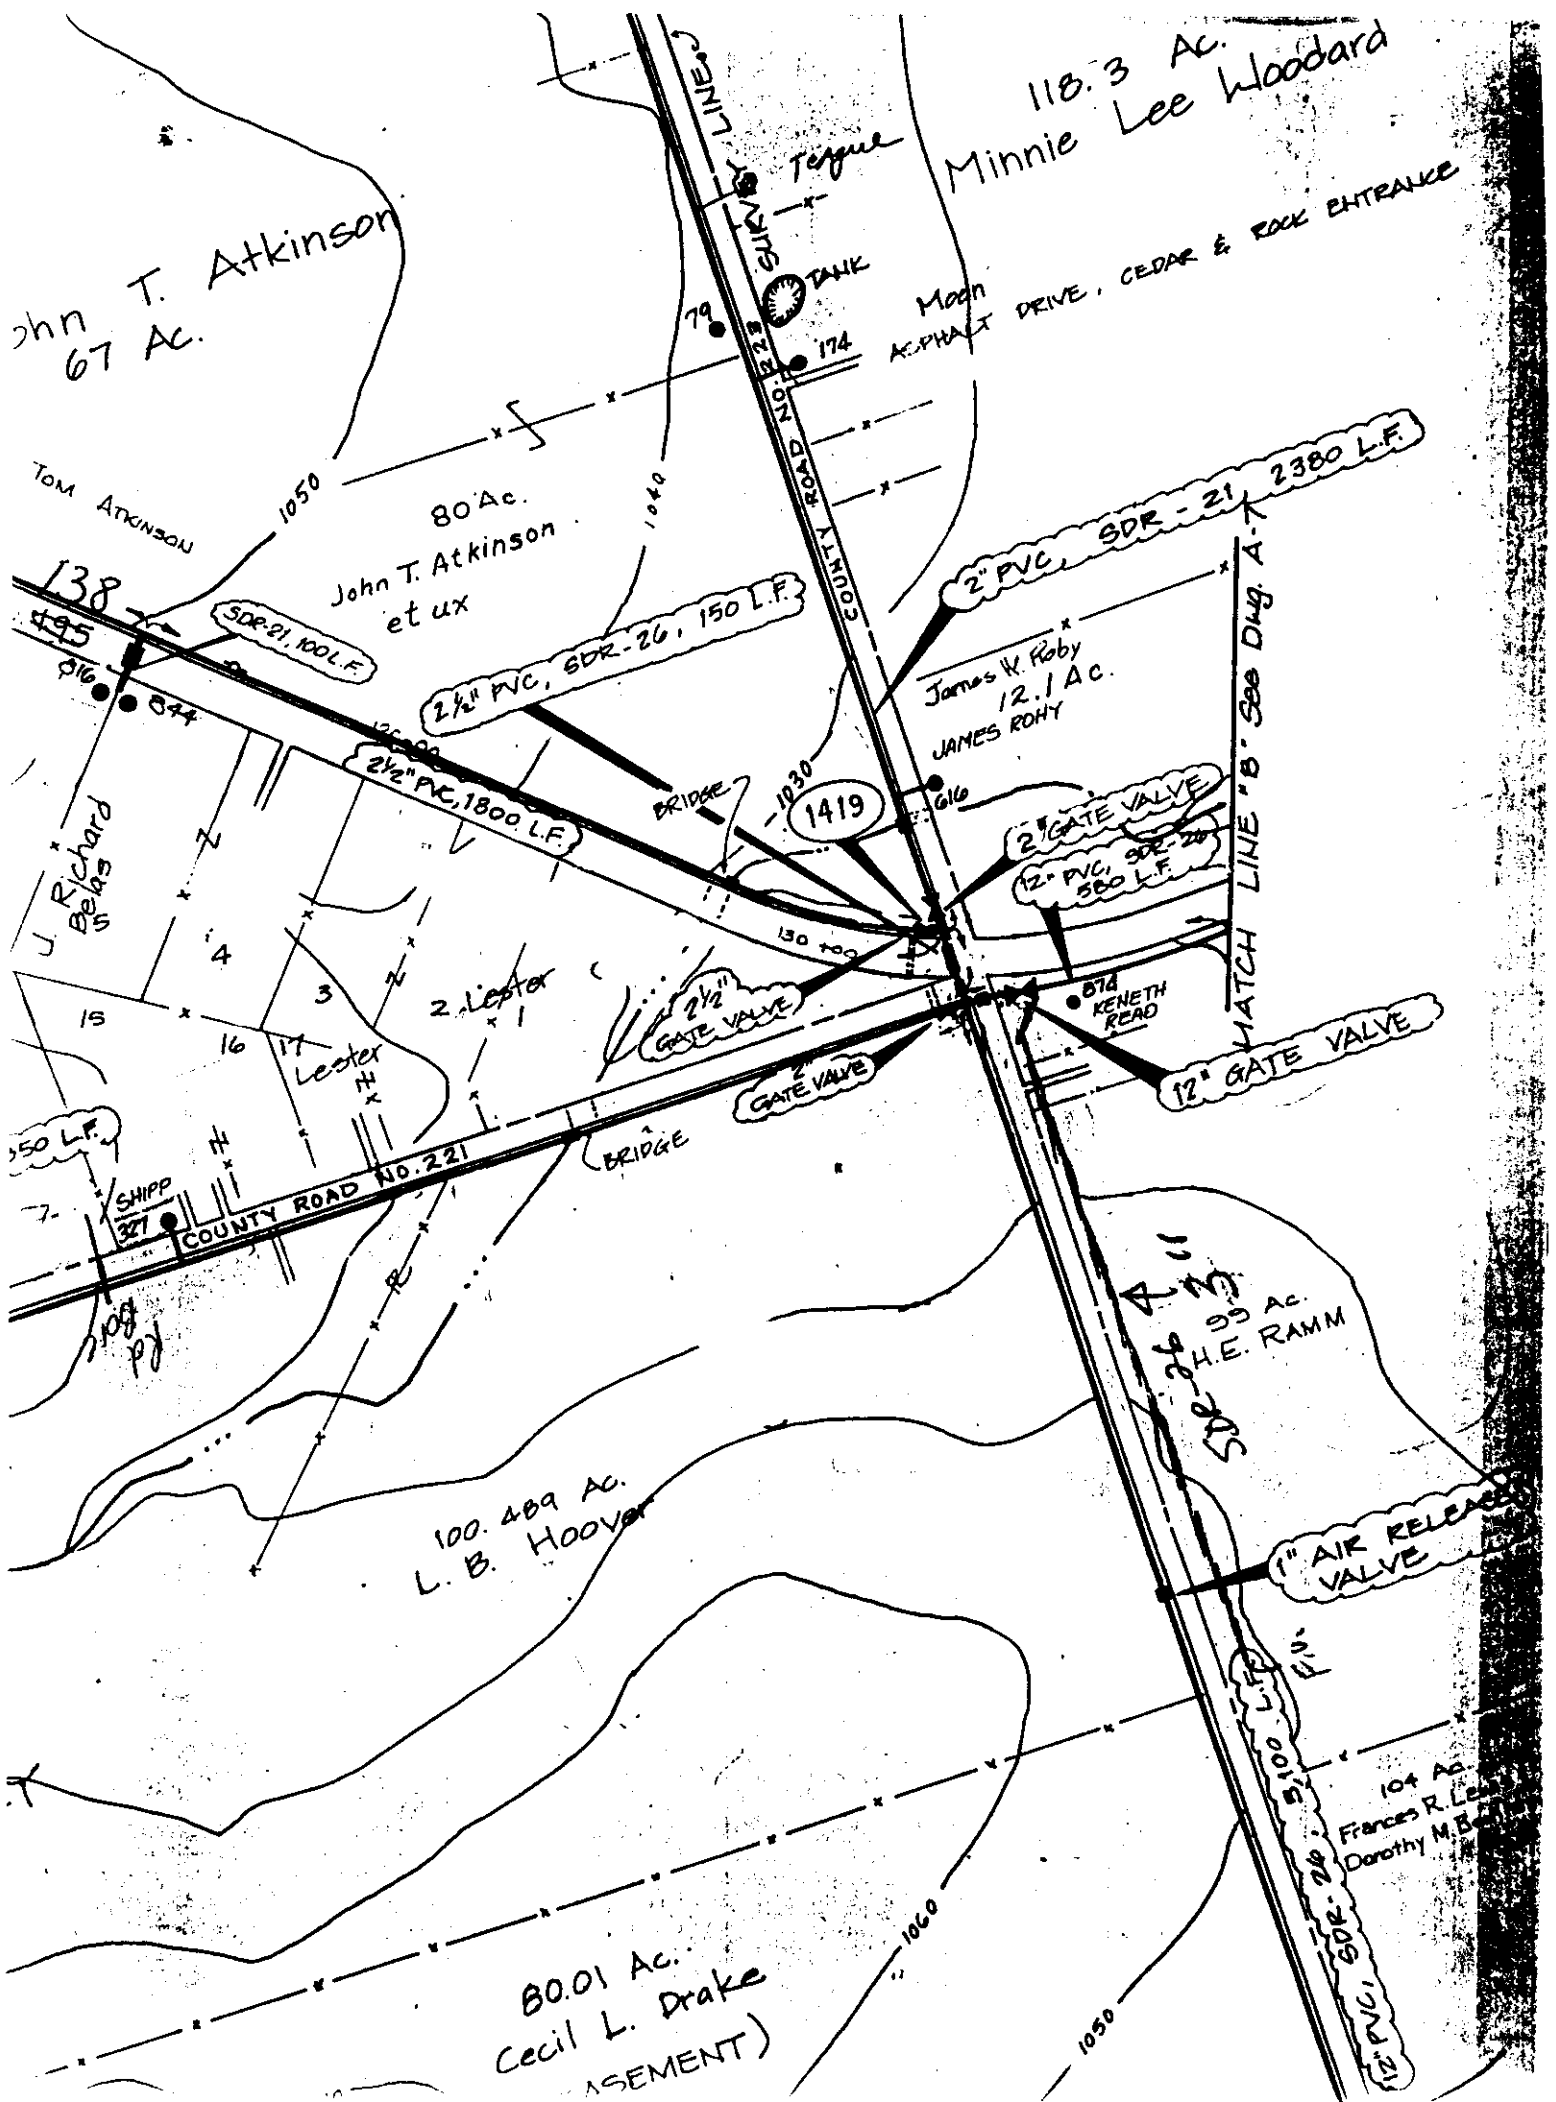 118.3 Ac.
Minnie Lee Woodard
SURVEY LINE
Teague
TANK
Moon
ASPHALT DRIVE, CEDAR & ROCK ENTRANCE
79
174
COUNTY ROAD NO. 223
ohn T. Atkinson
67 Ac.
TOM ATKINSON
1050
80 Ac.
John T. Atkinson
et ux
1040
2" PVC, SDR-21, 2380 L.F.
138
495
SDR-21, 100 L.F.
816
844
2½" PVC, SDR-26, 150 L.F.
James W. Roby
12.1 Ac.
JAMES ROHY
MATCH LINE "B" See Dwg. A-7
2½" PVC, 1800 L.F.
BRIDGE
1030
1419
616
2" GATE VALVE
12" PVC, SDR-26
580 L.F.
J. Richard
Belas
5
4
3
2 Lester
1
130+00
2½"
GATE VALVE
874
KENETH
READ
15
16
17
Lester
2"
GATE VALVE
12" GATE VALVE
350 L.F.
BRIDGE
SHIPP
327
COUNTY ROAD NO. 221
SDR-26
3"
99 Ac.
H.E. RAMM
Rd
Bore
100.489 Ac.
L. B. Hoover
1" AIR RELEASE
VALVE
F.V.
12" PVC, SDR-26, 5,100 L.F.
104 Ac.
Frances R.
Dorothy M.
80.01 Ac.
Cecil L. Drake
ASEMENT)
1060
1050